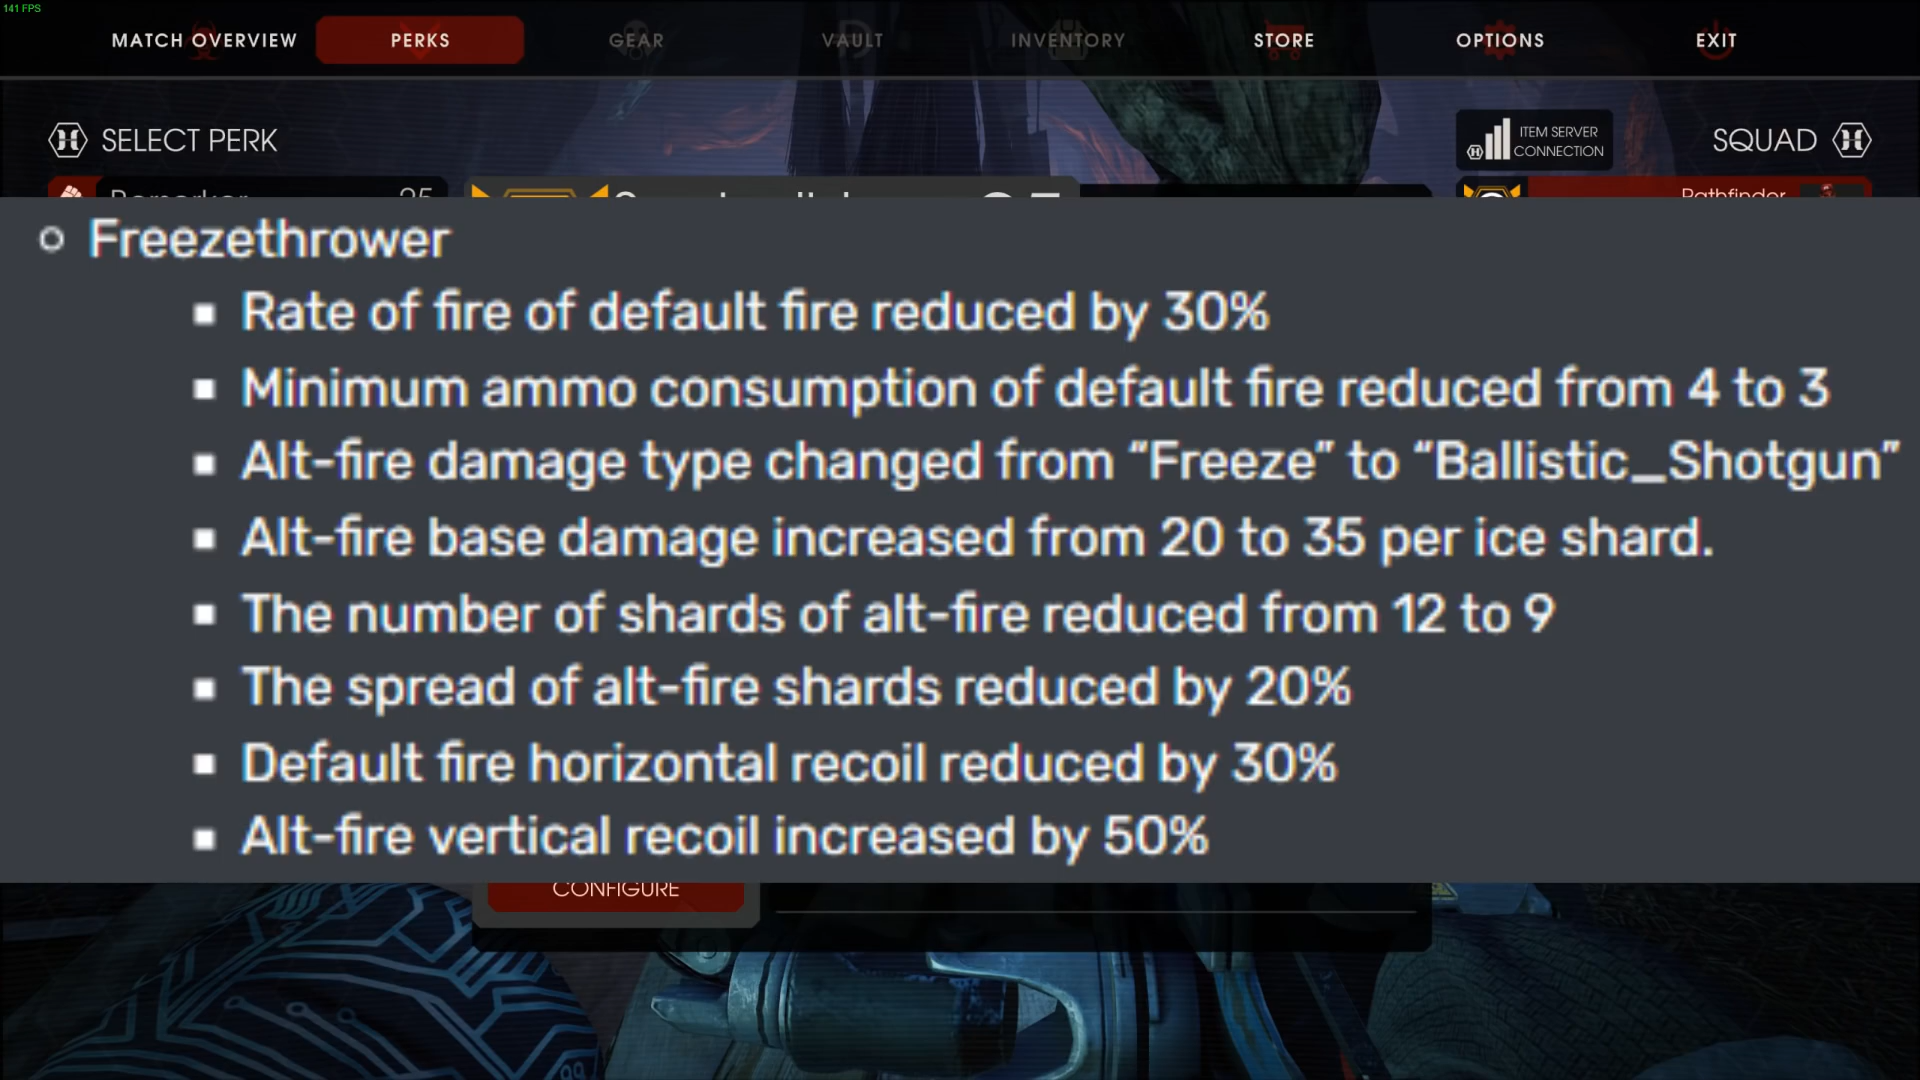 141 FPS
MATCH OVERVIEW
PERKS
GEAR
VAULT
INVENTORY
STORE
OPTIONS
EXIT
SELECT PERK
ITEM SERVER
CONNECTION
SQUAD
Berserker 25
Pathfinder
Freezethrower
Rate of fire of default fire reduced by 30%
Minimum ammo consumption of default fire reduced from 4 to 3
Alt-fire damage type changed from “Freeze” to “Ballistic_Shotgun”
Alt-fire base damage increased from 20 to 35 per ice shard.
The number of shards of alt-fire reduced from 12 to 9
The spread of alt-fire shards reduced by 20%
Default fire horizontal recoil reduced by 30%
Alt-fire vertical recoil increased by 50%
CONFIGURE